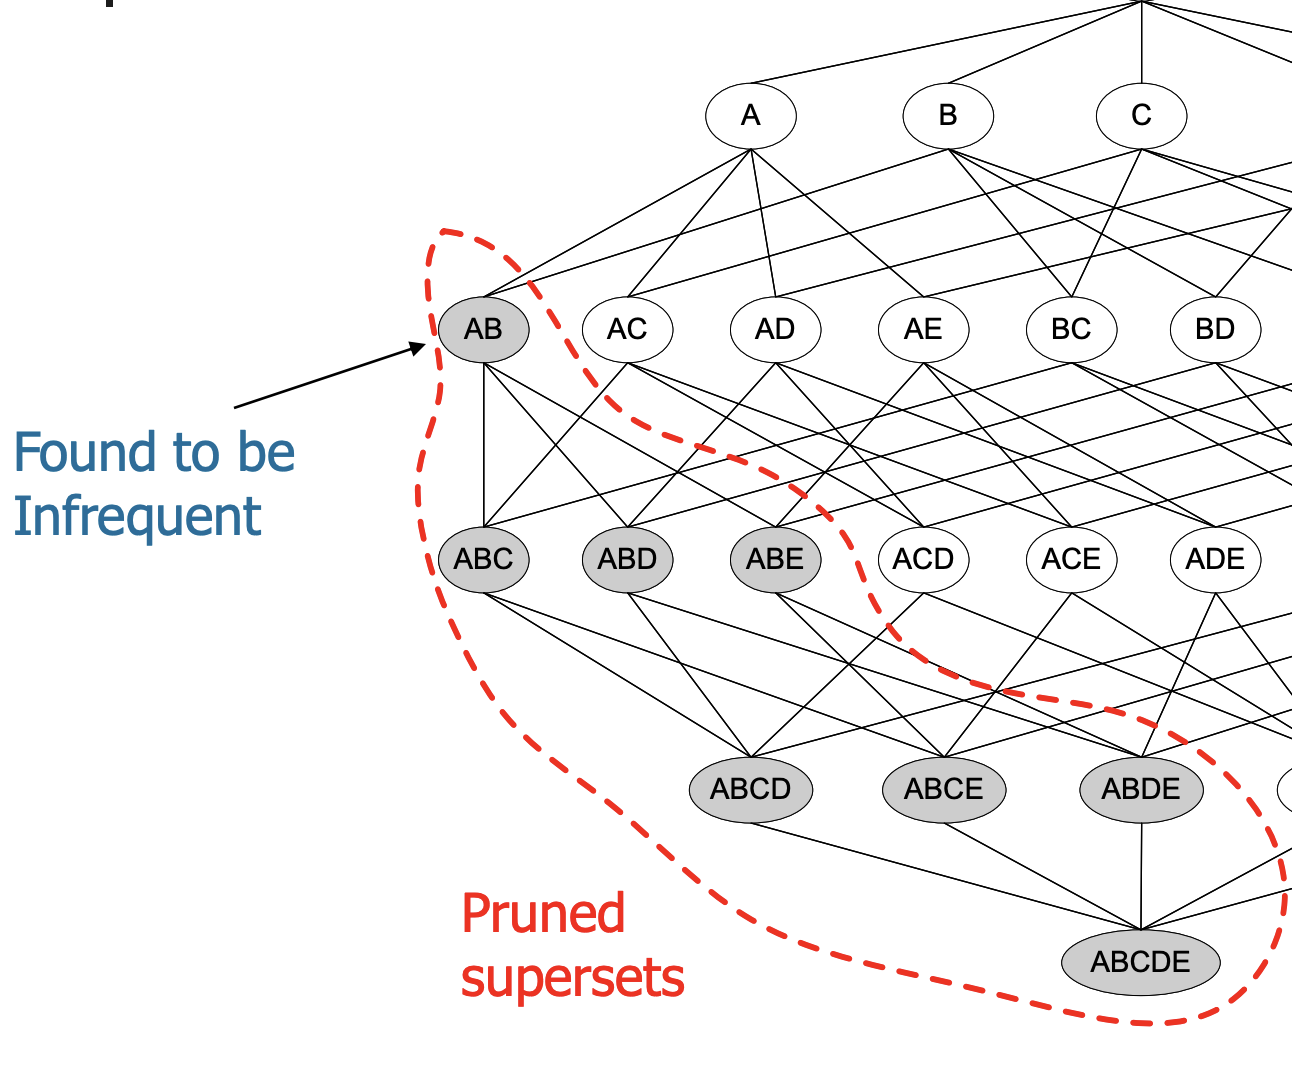 A B C
AB AC AD AE BC BD
Found to be
Infrequent
ABC ABD ABE ACD ACE ADE
ABCD ABCE ABDE
Pruned
supersets
ABCDE